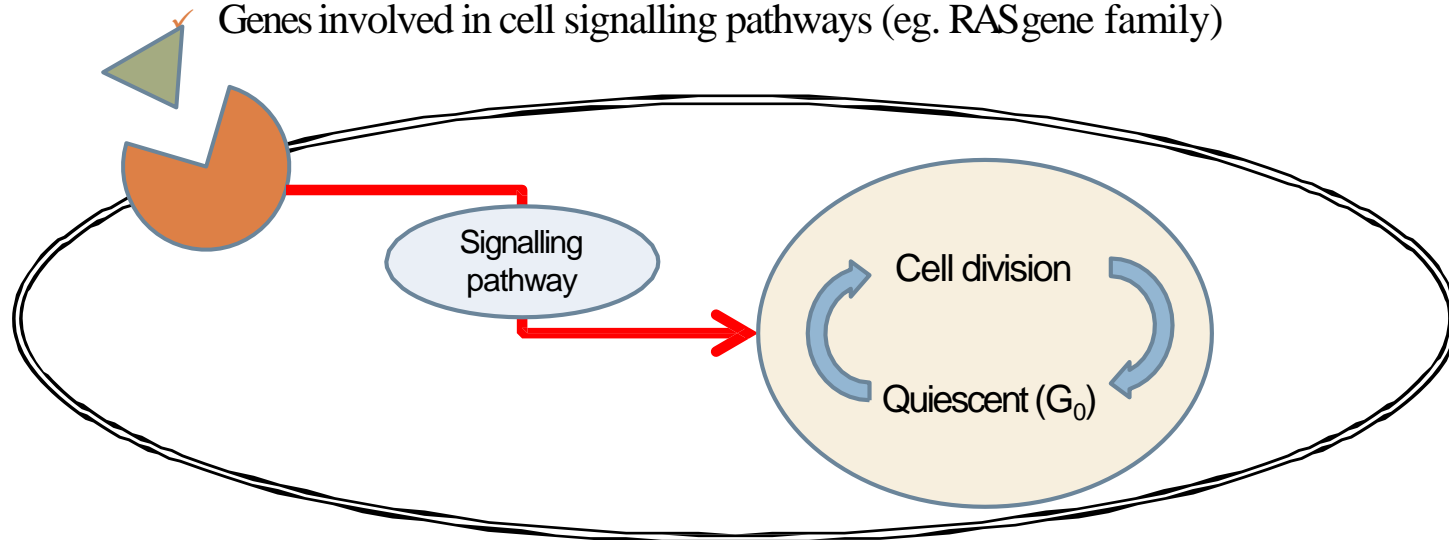 ✓ Genes involved in cell signalling pathways (eg. RAS gene family)
Signalling
pathway
Cell division
Quiescent (G₀)